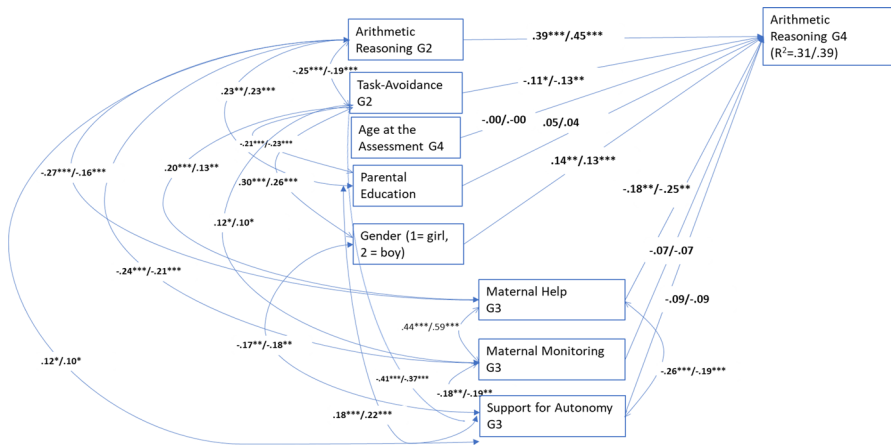 Arithmetic
Reasoning G2
Arithmetic
Reasoning G4
(R²=.31/.39)
.39***/.45***
-.25***/-.19***
.23**/.23***
Task-Avoidance
G2
-.11*/-.13**
Age at the
Assessment G4
-.00/-.00
.05/.04
-.21***/-.23***
.14**/.13***
-.27***/-.16***
.20***/.13**
.30***/.26***
Parental
Education
-.18**/-.25**
.12*/.10*
Gender (1= girl,
2 = boy)
-.07/-.07
-.24***/-.21***
Maternal Help
G3
-.09/-.09
.44***/.59***
-.17**/-.18**
Maternal Monitoring
G3
.12*/.10*
-.41***/-.37***
-.26***/-.19***
-.18**/-.19**
.18***/.22***
Support for Autonomy
G3